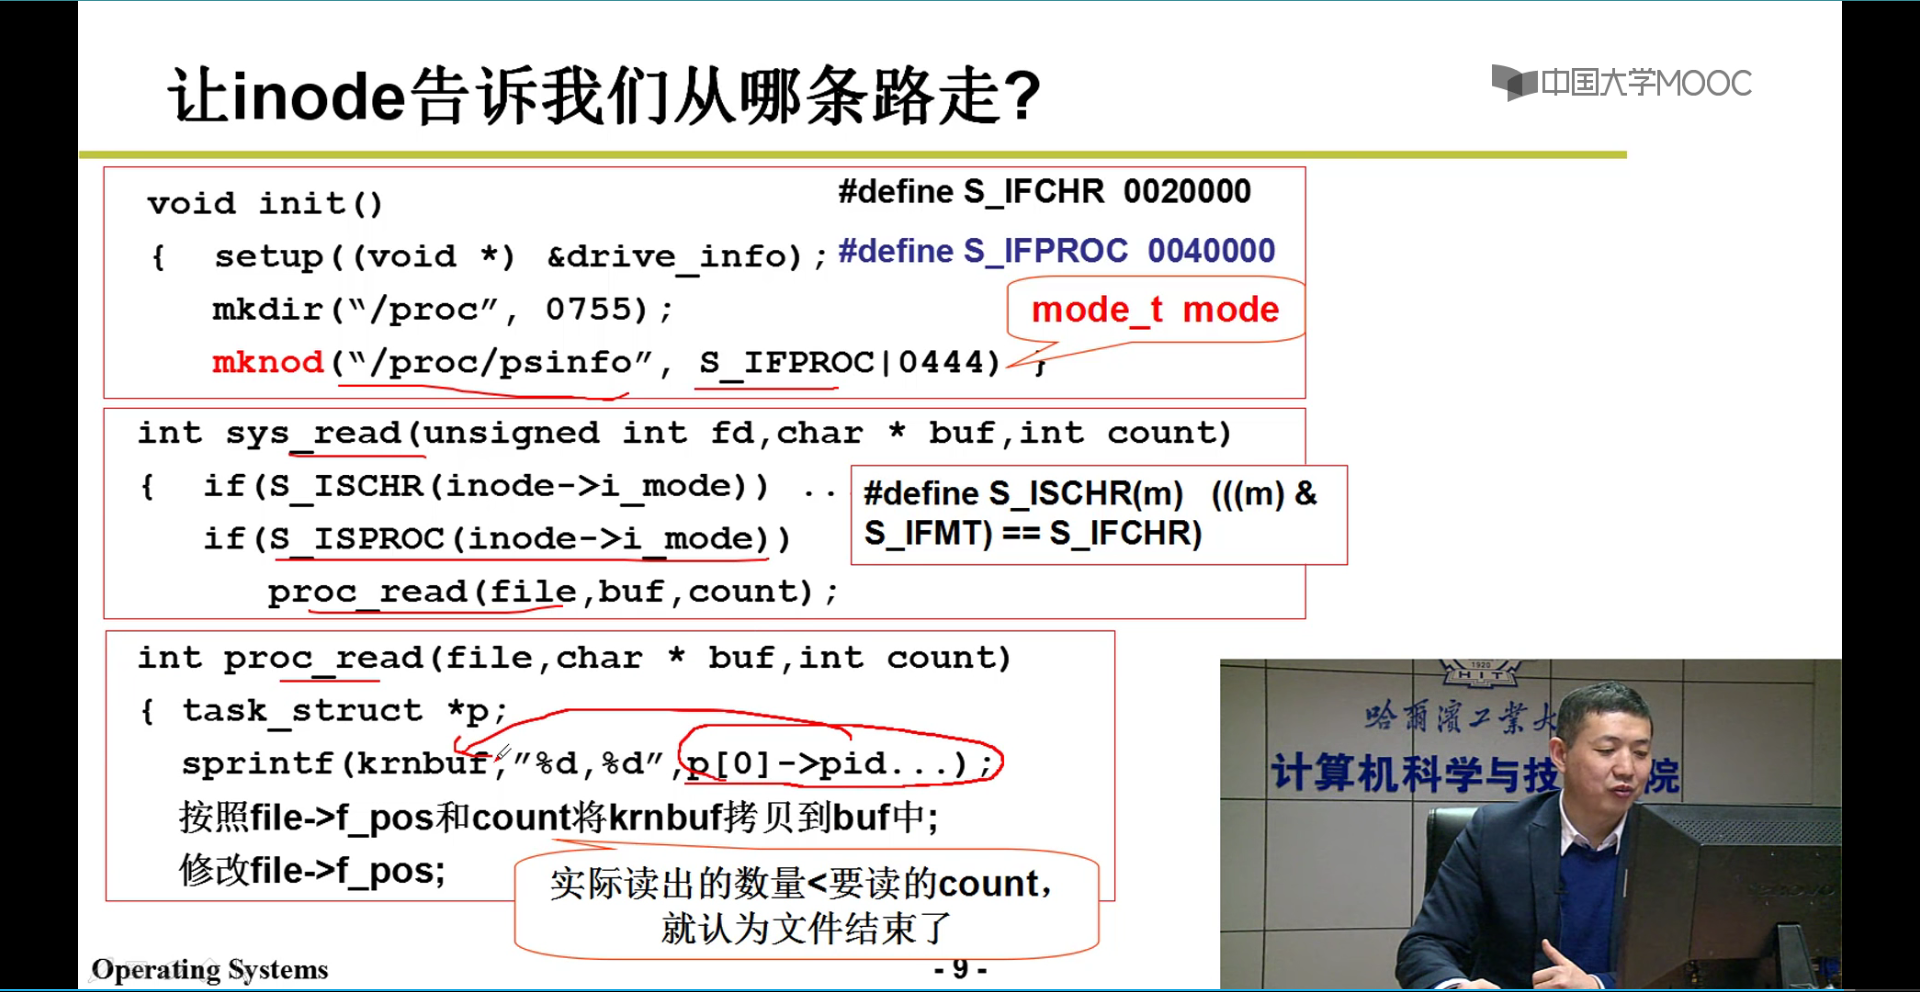 让inode告诉我们从哪条路走?
中国大学MOOC
void init()
#define S_IFCHR 0020000
{ setup((void *) &drive_info);
#define S_IFPROC 0040000
mkdir(“/proc”, 0755);
mode_t mode
mknod(“/proc/psinfo”, S_IFPROC|0444) ;
int sys_read(unsigned int fd,char * buf,int count)
{ if(S_ISCHR(inode->i_mode)) ..
#define S_ISCHR(m) (((m) &
S_IFMT) == S_IFCHR)
if(S_ISPROC(inode->i_mode))
proc_read(file,buf,count);
int proc_read(file,char * buf,int count)
{ task_struct *p;
sprintf(krnbuf,”%d,%d”,p[0]->pid...);
按照file->f_pos和count将krnbuf拷贝到buf中;
修改file->f_pos;
实际读出的数量<要读的count,
就认为文件结束了
1920
HIT
哈爾濱工業大
计算机科学与技 院
Operating Systems
- 9 -